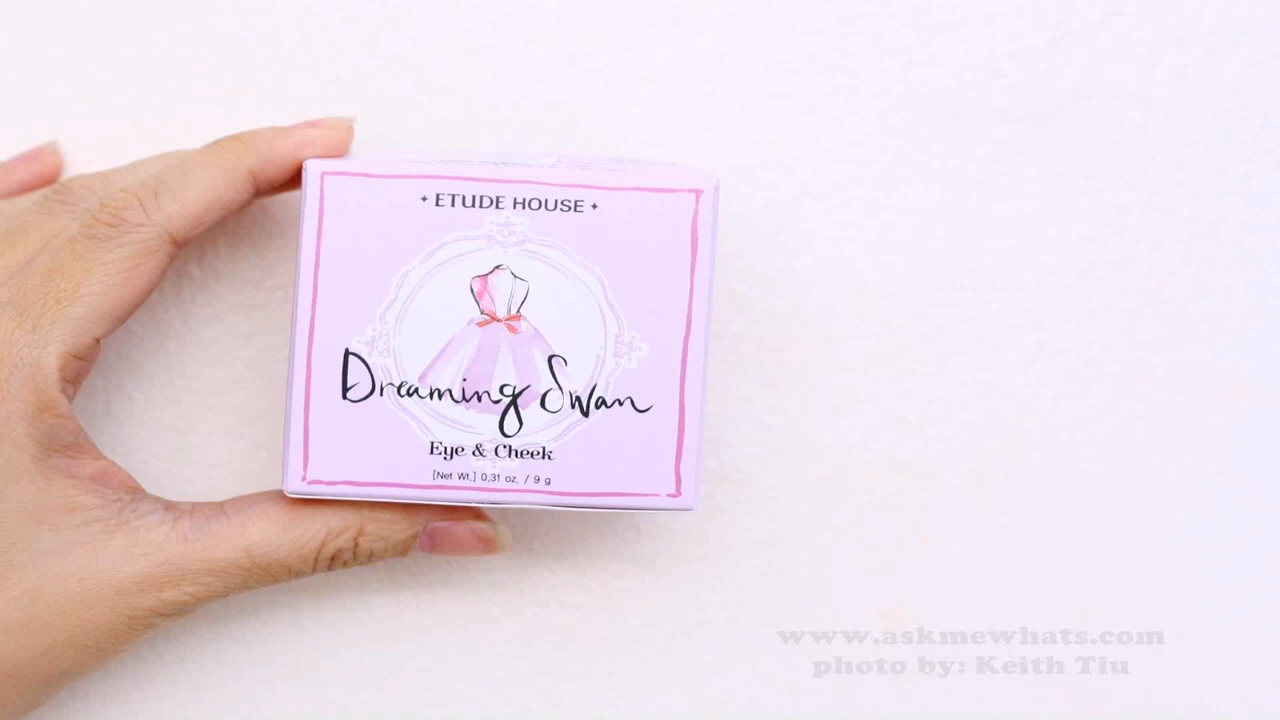 ✦ ETUDE HOUSE ✦
Dreaming Swan
Eye & Cheek
[Net Wt.] 0.31 oz. / 9 g
www.askmewhats.com
photo by: Keith Tiu